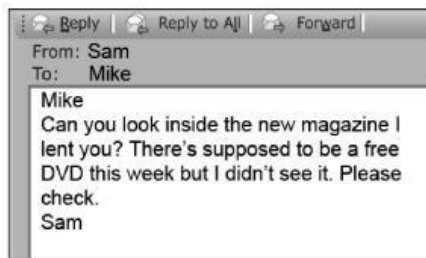 Reply Reply to All Forward
From: Sam
To: Mike
Mike
Can you look inside the new magazine I
lent you? There's supposed to be a free
DVD this week but I didn't see it. Please
check.
Sam